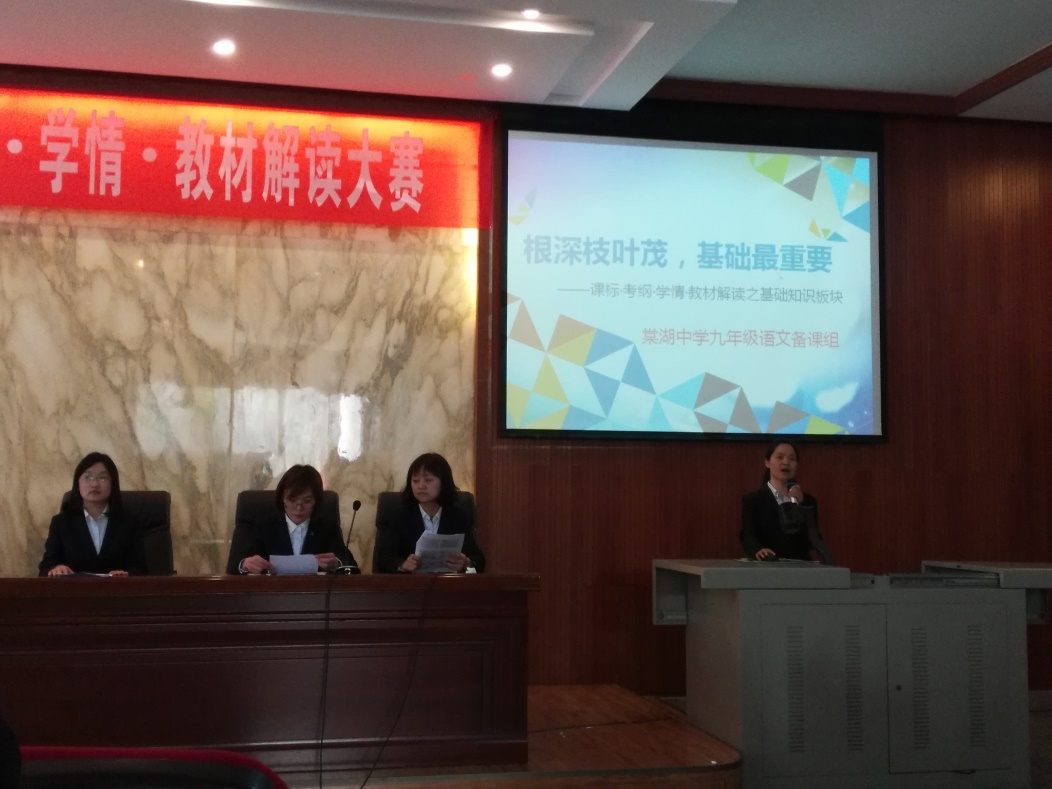 ·学情·教材解读大赛
根深枝叶茂，基础最重要
——课标·考纲·学情·教材解读之基础知识板块
棠湖中学九年级语文备课组